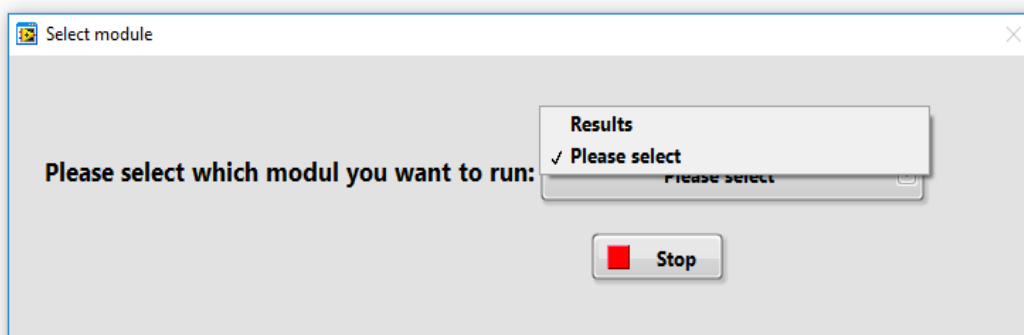 Select module
Results
✓ Please select
Please select which modul you want to run:
Please select
Stop